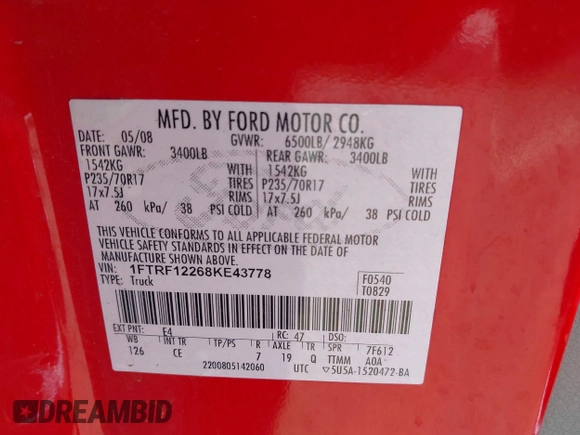 MFD. BY FORD MOTOR CO.
DATE: 05/08 GVWR: 6500LB/ 2948KG
FRONT GAWR: 3400LB REAR GAWR: 3400LB
1542KG WITH 1542KG WITH
P235/70R17 TIRES P235/70R17 TIRES
17x7.5J RIMS 17x7.5J RIMS
AT 260 kPa/ 38 PSI COLD AT 260 kPa/ 38 PSI COLD
THIS VEHICLE CONFORMS TO ALL APPLICABLE FEDERAL MOTOR
VEHICLE SAFETY STANDARDS IN EFFECT ON THE DATE OF
MANUFACTURE SHOWN ABOVE.
VIN: 1FTRF12268KE43778
TYPE: Truck
F0540
T0829
EXT PNT: E4 RC: 47 DSO:
WB INT TR TP/PS R AXLE TR SPR 7F612
126 CE 7 19 Q TTMM AOA
2200805142060 UTC ▽5U5A-1520472-BA
DREAMBID